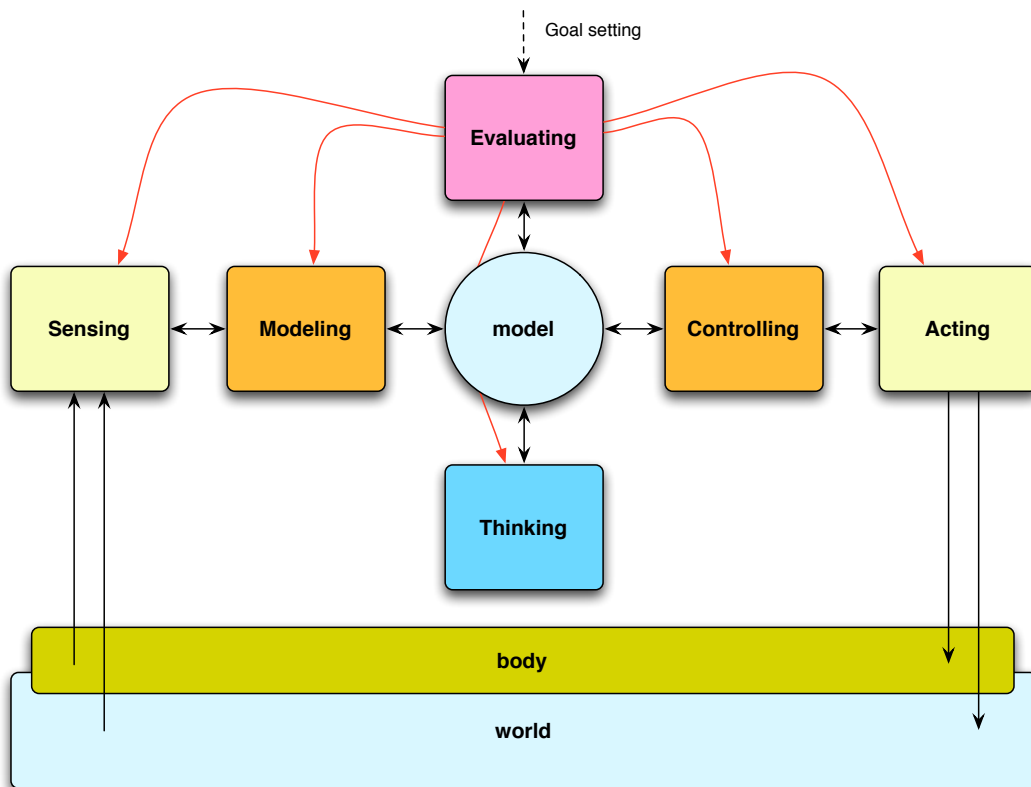 Goal setting
Evaluating
Sensing
Modeling
model
Controlling
Acting
Thinking
body
world